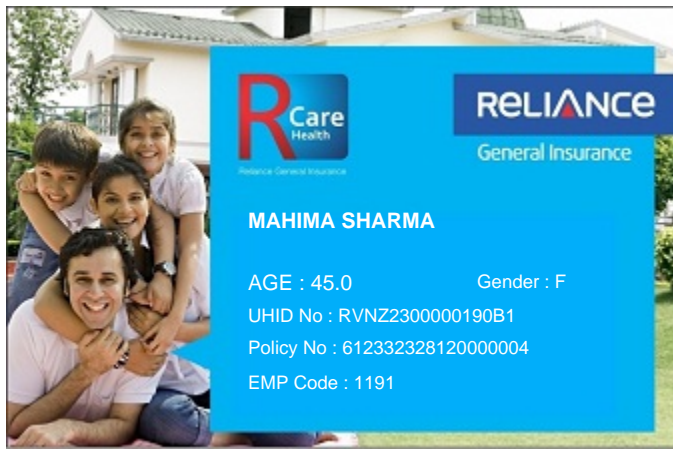 R Care
Health
Reliance General Insurance
RELIANCE
General Insurance
MAHIMA SHARMA
AGE : 45.0 Gender : F
UHID No : RVNZ2300000190B1
Policy No : 612332328120000004
EMP Code : 1191